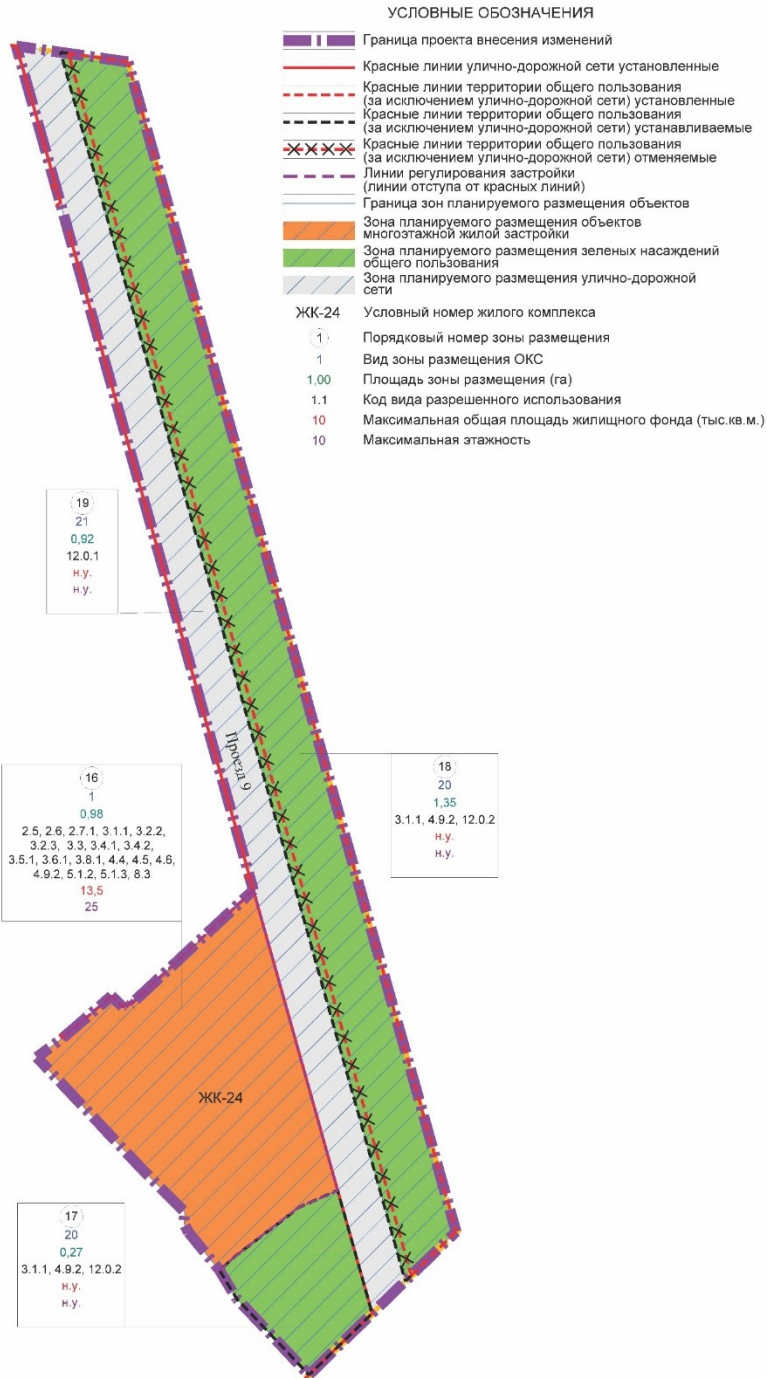 УСЛОВНЫЕ ОБОЗНАЧЕНИЯ
Граница проекта внесения изменений
Красные линии улично-дорожной сети установленные
Красные линии территории общего пользования
(за исключением улично-дорожной сети) установленные
Красные линии территории общего пользования
(за исключением улично-дорожной сети) устанавливаемые
Красные линии территории общего пользования
(за исключением улично-дорожной сети) отменяемые
Линии регулирования застройки
(линии отступа от красных линий)
Граница зон планируемого размещения объектов
Зона планируемого размещения объектов
многоэтажной жилой застройки
Зона планируемого размещения зеленых насаждений
общего пользования
Зона планируемого размещения улично-дорожной
сети
ЖК-24 Условный номер жилого комплекса
1 Порядковый номер зоны размещения
1 Вид зоны размещения ОКС
1,00 Площадь зоны размещения (га)
1.1 Код вида разрешенного использования
10 Максимальная общая площадь жилищного фонда (тыс.кв.м.)
10 Максимальная этажность
19
21
0,92
12.0.1
н.у.
н.у.
Проезд 9
16
1
0,98
2.5, 2.6, 2.7.1, 3.1.1, 3.2.2,
3.2.3, 3.3, 3.4.1, 3.4.2,
3.5.1, 3.6.1, 3.8.1, 4.4, 4.5, 4.6,
4.9.2, 5.1.2, 5.1.3, 8.3
13,5
25
18
20
1,35
3.1.1, 4.9.2, 12.0.2
н.у.
н.у.
ЖК-24
17
20
0,27
3.1.1, 4.9.2, 12.0.2
н.у.
н.у.